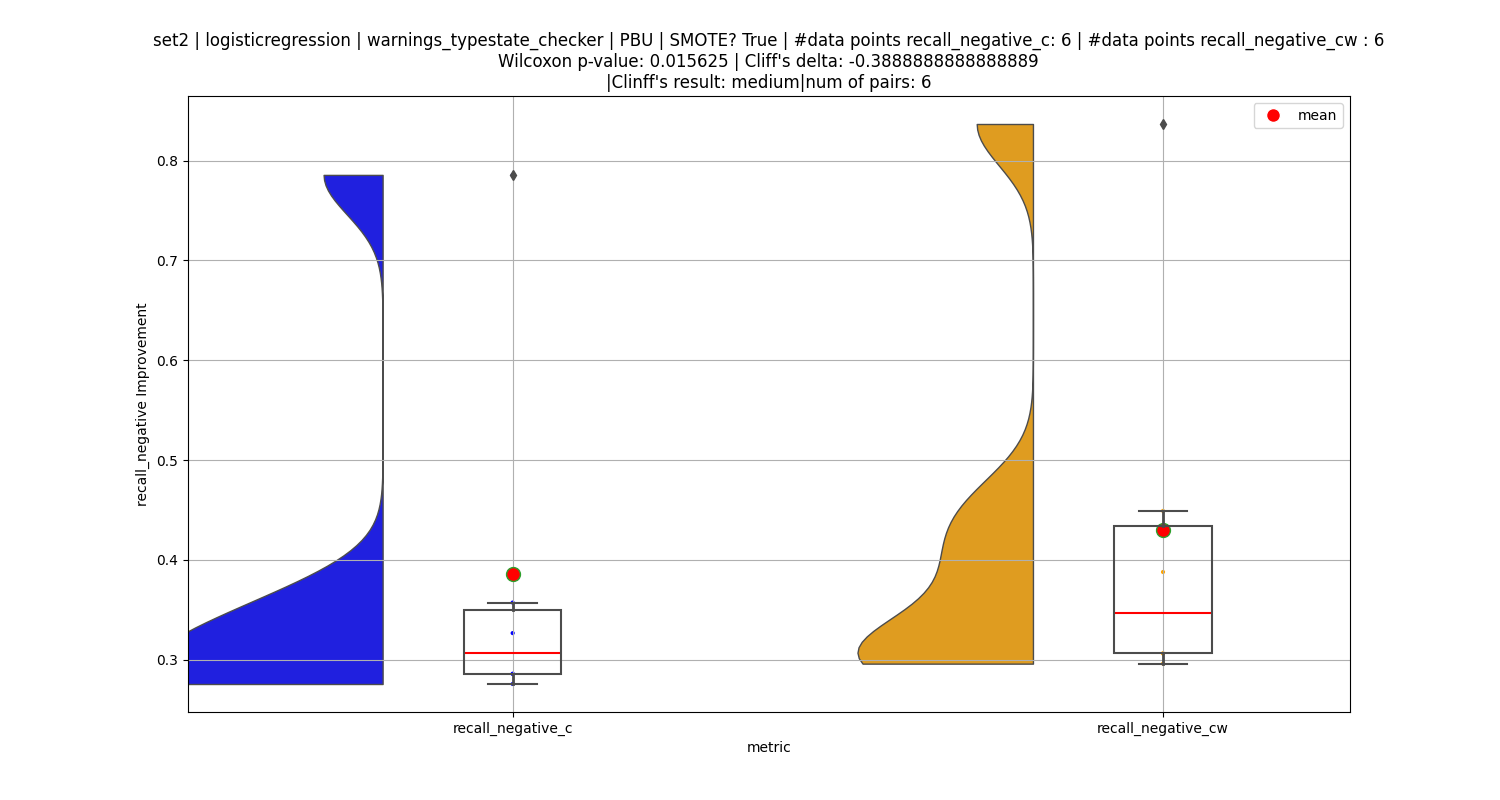 set2 | logisticregression | warnings_typestate_checker | PBU | SMOTE? True | #data points recall_negative_c: 6 | #data points recall_negative_cw : 6
Wilcoxon p-value: 0.015625 | Cliff's delta: -0.3888888888888889
|Clinff's result: medium|num of pairs: 6
mean
0.8
0.7
0.6
0.5
0.4
0.3
recall_negative Improvement
recall_negative_c
recall_negative_cw
metric